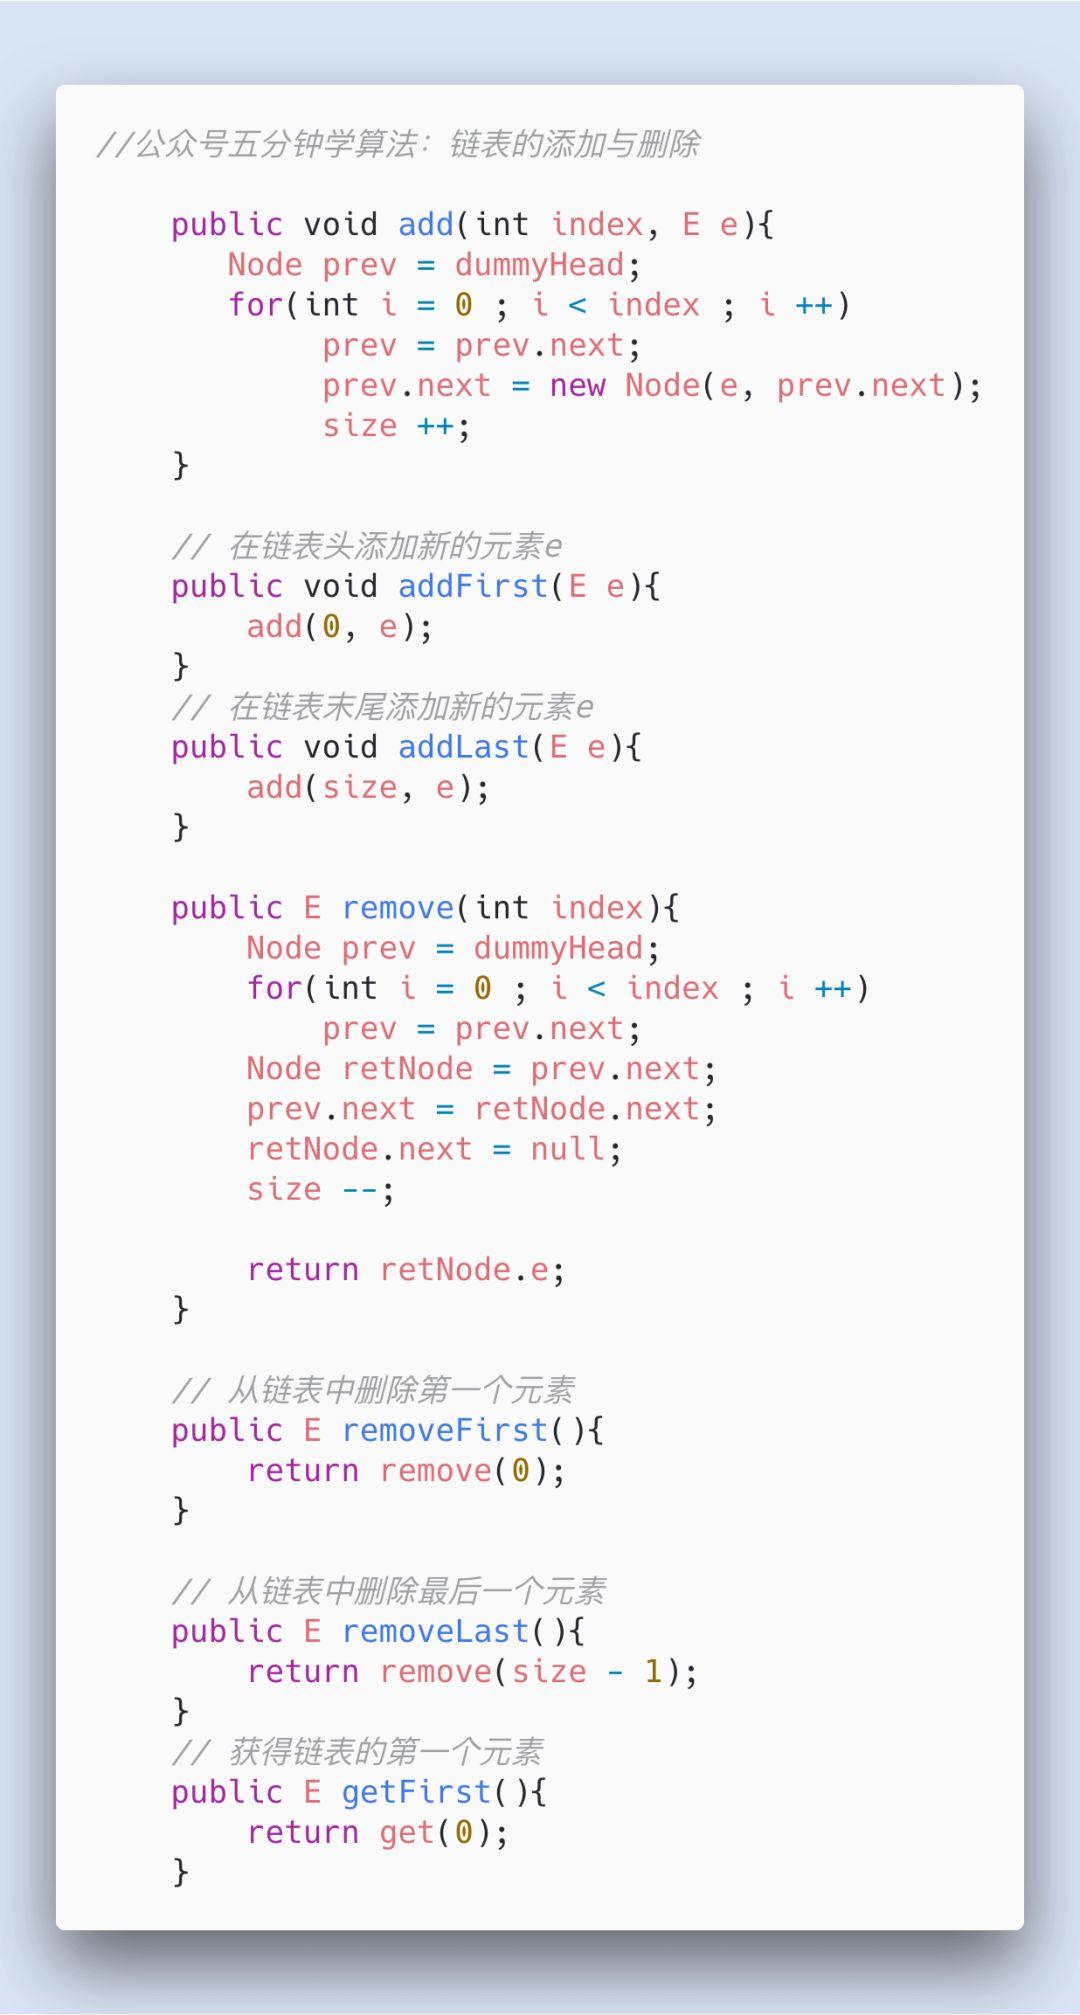 //公众号五分钟学算法：链表的添加与删除
public void add(int index, E e){
Node prev = dummyHead;
for(int i = 0 ; i < index ; i ++)
prev = prev.next;
prev.next = new Node(e, prev.next);
size ++;
}
// 在链表头添加新的元素e
public void addFirst(E e){
add(0, e);
}
// 在链表末尾添加新的元素e
public void addLast(E e){
add(size, e);
}
public E remove(int index){
Node prev = dummyHead;
for(int i = 0 ; i < index ; i ++)
prev = prev.next;
Node retNode = prev.next;
prev.next = retNode.next;
retNode.next = null;
size --;
return retNode.e;
}
// 从链表中删除第一个元素
public E removeFirst(){
return remove(0);
}
// 从链表中删除最后一个元素
public E removeLast(){
return remove(size - 1);
}
// 获得链表的第一个元素
public E getFirst(){
return get(0);
}